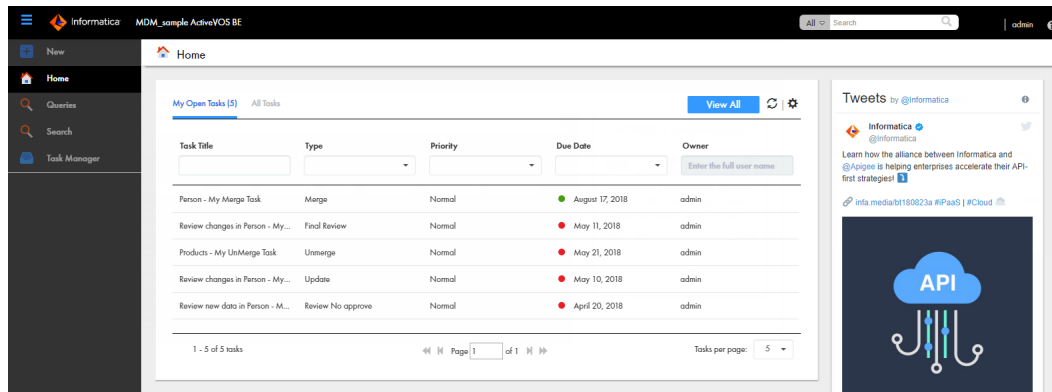 Informatica MDM_sample ActiveVOS BE All Search admin
New
Home
Queries
Search
Task Manager
Home
My Open Tasks (5) All Tasks View All
Task Title Type Priority Due Date Owner
Enter the full user name
Person - My Merge Task Merge Normal August 17, 2018 admin
Review changes in Person - My... Final Review Normal May 11, 2018 admin
Products - My UnMerge Task Unmerge Normal May 21, 2018 admin
Review changes in Person - My... Update Normal May 10, 2018 admin
Review new data in Person - M... Review No approve Normal April 20, 2018 admin
1 - 5 of 5 tasks Page 1 of 1 Tasks per page: 5
Tweets by @Informatica
Informatica
@Informatica
Learn how the alliance between Informatica and
@Apigee is helping enterprises accelerate their API-
first strategies!
infa.media/bt180823a #iPaaS | #Cloud
API